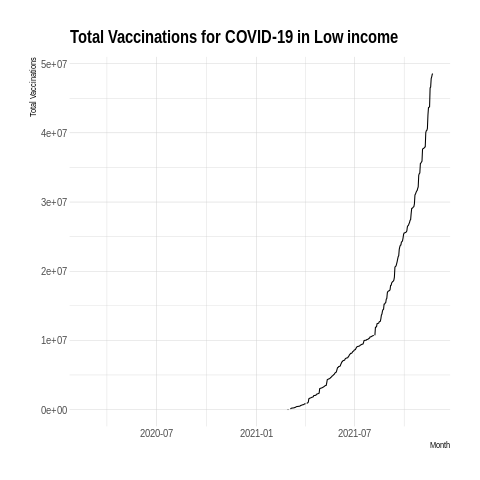 Total Vaccinations for COVID-19 in Low income
Total Vaccinations
5e+07
4e+07
3e+07
2e+07
1e+07
0e+00
2020-07 2021-01 2021-07
Month